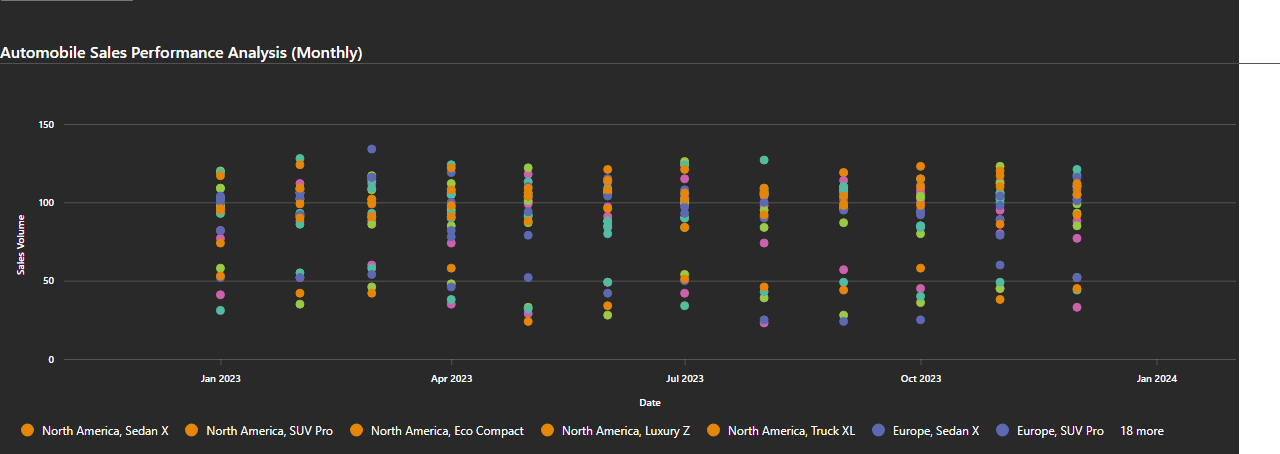 Automobile Sales Performance Analysis (Monthly)
150
100
50
0
Sales Volume
Jan 2023 Apr 2023 Jul 2023 Oct 2023 Jan 2024
Date
North America, Sedan X North America, SUV Pro North America, Eco Compact North America, Luxury Z North America, Truck XL Europe, Sedan X Europe, SUV Pro 18 more